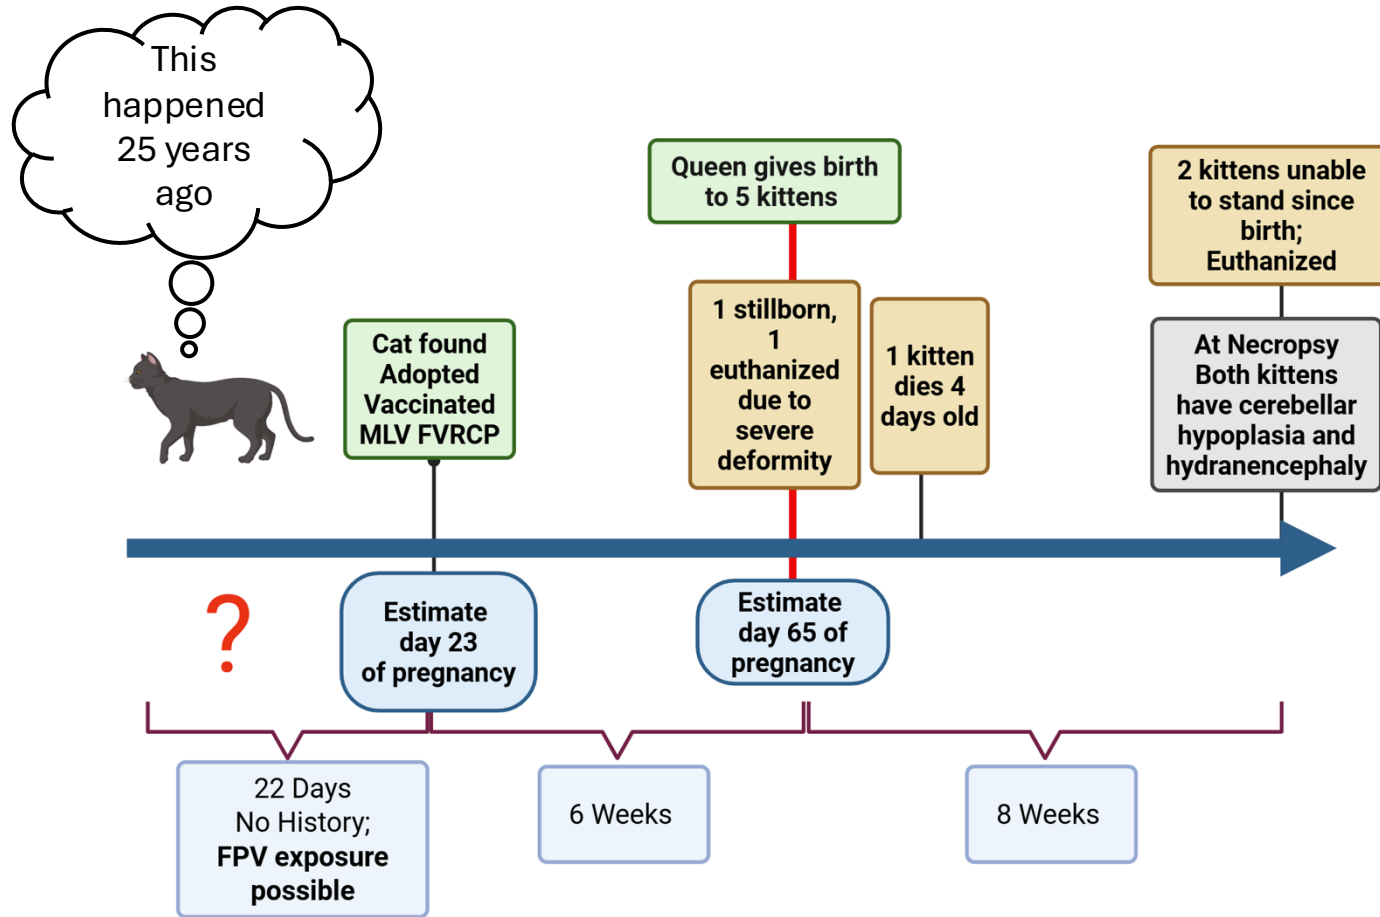 This
happened
25 years
ago
Queen gives birth
to 5 kittens
2 kittens unable
to stand since
birth;
Euthanized
1 stillborn,
1
euthanized
due to
severe
deformity
1 kitten
dies 4
days old
Cat found
Adopted
Vaccinated
MLV FVRCP
At Necropsy
Both kittens
have cerebellar
hypoplasia and
hydranencephaly
?
Estimate
day 23
of pregnancy
Estimate
day 65 of
pregnancy
22 Days
No History;
FPV exposure
possible
6 Weeks
8 Weeks